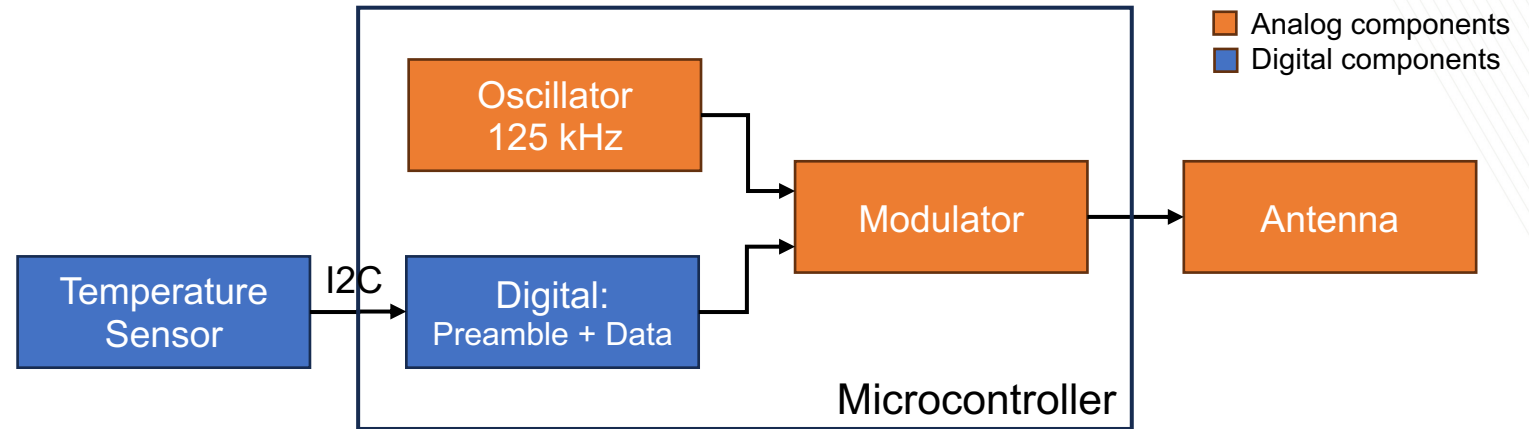 Analog components
Digital components
Oscillator
125 kHz
Modulator
Antenna
Temperature
Sensor
I2C
Digital:
Preamble + Data
Microcontroller